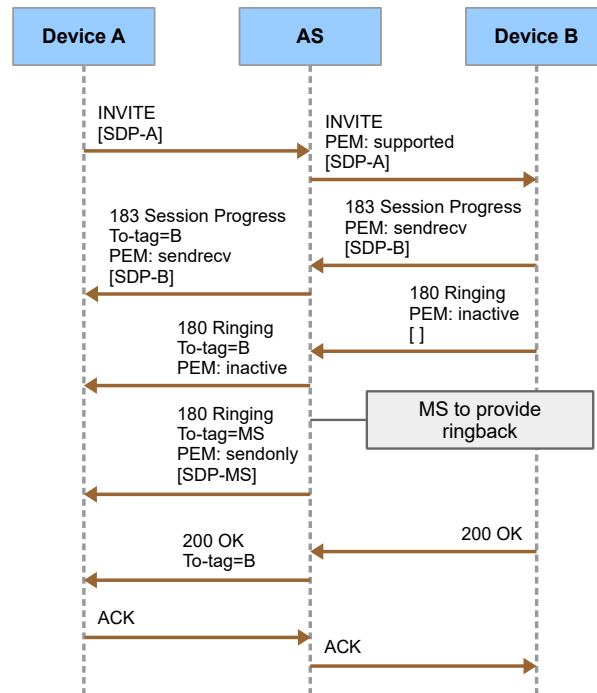 Device A
AS
Device B
INVITE
[SDP-A]
INVITE
PEM: supported
[SDP-A]
183 Session Progress
PEM: sendrecv
[SDP-B]
183 Session Progress
To-tag=B
PEM: sendrecv
[SDP-B]
180 Ringing
PEM: inactive
[ ]
180 Ringing
To-tag=B
PEM: inactive
MS to provide
ringback
180 Ringing
To-tag=MS
PEM: sendonly
[SDP-MS]
200 OK
200 OK
To-tag=B
ACK
ACK